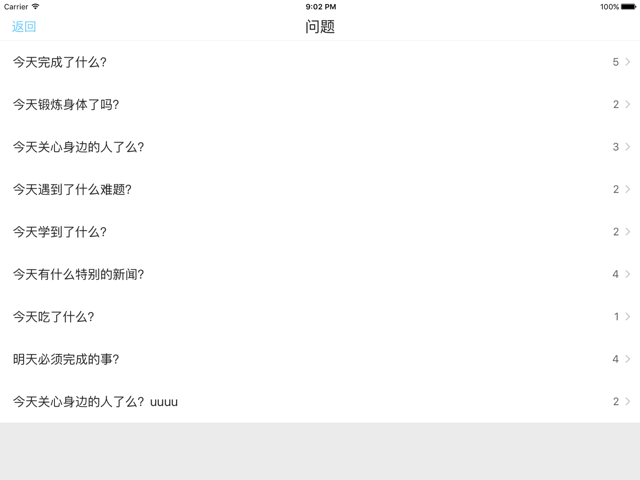 Carrier 9:02 PM 100%
返回 问题
今天完成了什么? 5
今天锻炼身体了吗? 2
今天关心身边的人了么? 3
今天遇到了什么难题? 2
今天学到了什么? 2
今天有什么特别的新闻? 4
今天吃了什么? 1
明天必须完成的事? 4
今天关心身边的人了么? uuuu 2